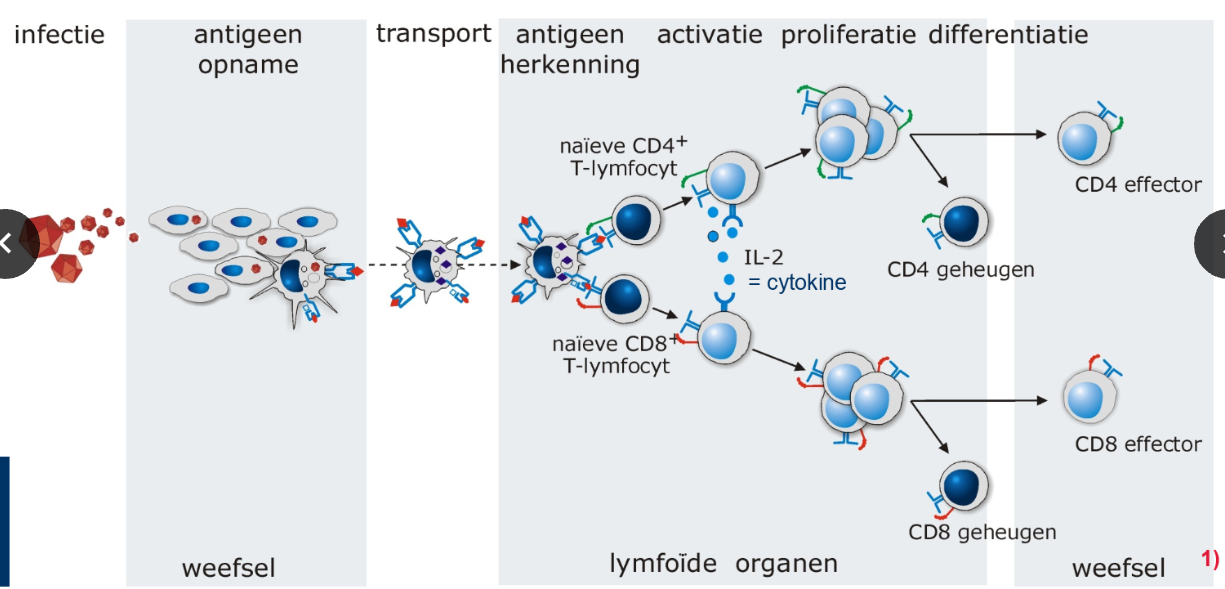 infectie
antigeen
opname
transport
antigeen
herkenning
activatie
proliferatie
differentiatie
naïeve CD4+
T-lymfocyt
CD4 effector
CD4 geheugen
IL-2
= cytokine
naïeve CD8+
T-lymfocyt
CD8 effector
CD8 geheugen
weefsel
lymfoïde organen
weefsel
1)